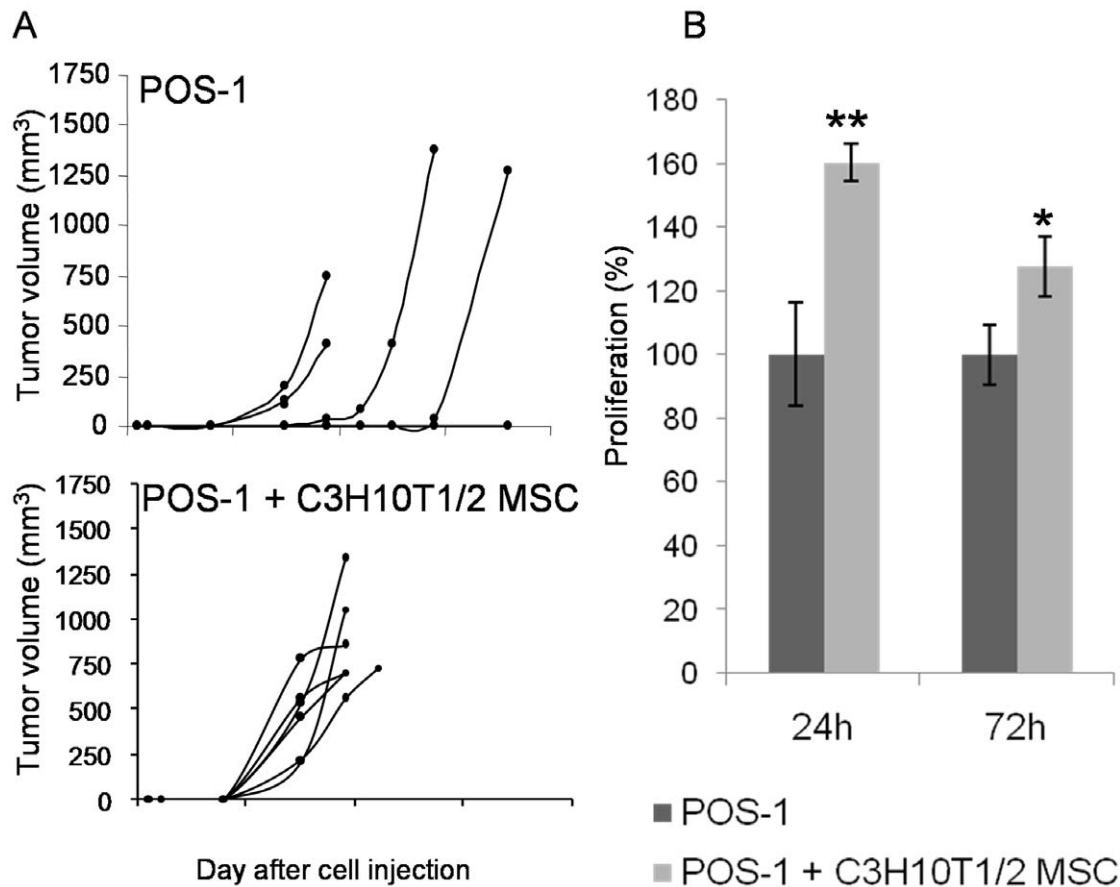 A
Tumor volume (mm³)
1750
1500
1250
1000
750
500
250
0
POS-1
Tumor volume (mm³)
1750
1500
1250
1000
750
500
250
0
POS-1 + C3H10T1/2 MSC
Day after cell injection
B
Proliferation (%)
180
160
140
120
100
80
60
40
20
0
**
*
24h
72h
POS-1
POS-1 + C3H10T1/2 MSC